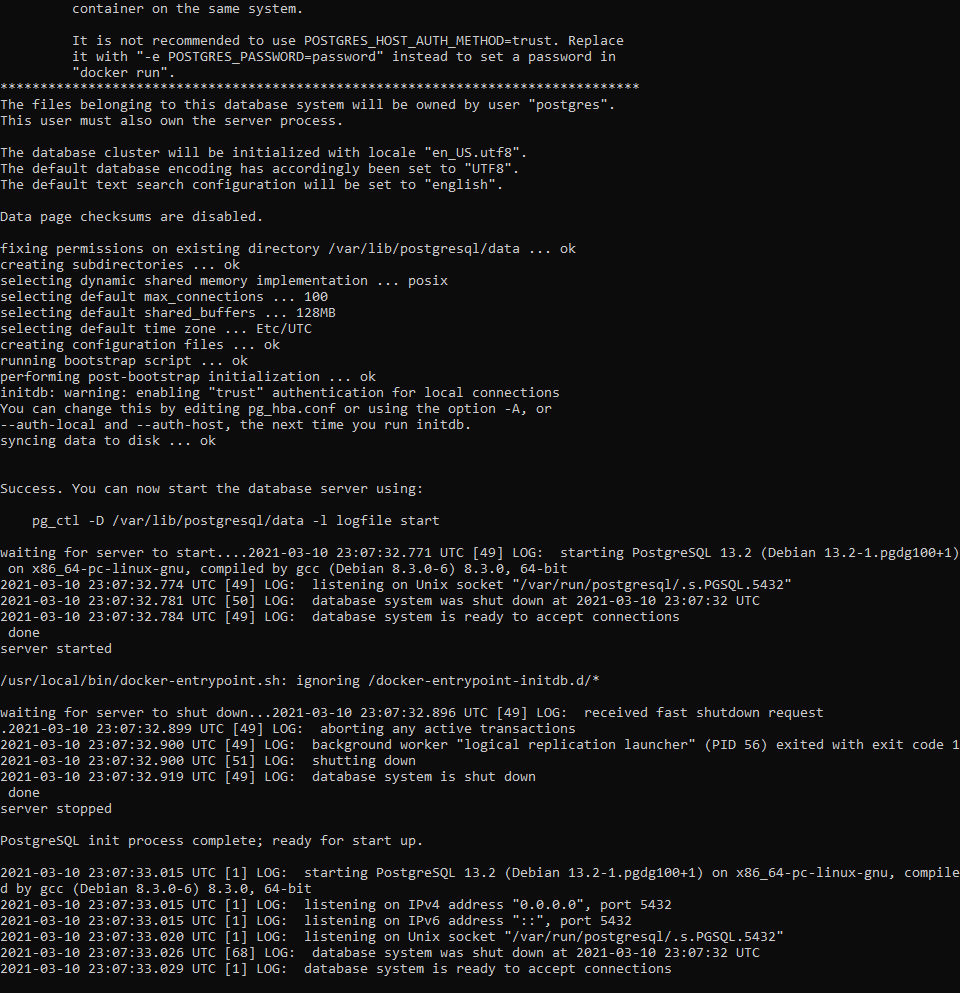 container on the same system.
It is not recommended to use POSTGRES_HOST_AUTH_METHOD=trust. Replace
it with "-e POSTGRES_PASSWORD=password" instead to set a password in
"docker run".
********************************************************************************
The files belonging to this database system will be owned by user "postgres".
This user must also own the server process.
The database cluster will be initialized with locale "en_US.utf8".
The default database encoding has accordingly been set to "UTF8".
The default text search configuration will be set to "english".
Data page checksums are disabled.
fixing permissions on existing directory /var/lib/postgresql/data ... ok
creating subdirectories ... ok
selecting dynamic shared memory implementation ... posix
selecting default max_connections ... 100
selecting default shared_buffers ... 128MB
selecting default time zone ... Etc/UTC
creating configuration files ... ok
running bootstrap script ... ok
performing post-bootstrap initialization ... ok
initdb: warning: enabling "trust" authentication for local connections
You can change this by editing pg_hba.conf or using the option -A, or
--auth-local and --auth-host, the next time you run initdb.
syncing data to disk ... ok
Success. You can now start the database server using:
pg_ctl -D /var/lib/postgresql/data -l logfile start
waiting for server to start....2021-03-10 23:07:32.771 UTC [49] LOG:  starting PostgreSQL 13.2 (Debian 13.2-1.pgdg100+1)
on x86_64-pc-linux-gnu, compiled by gcc (Debian 8.3.0-6) 8.3.0, 64-bit
2021-03-10 23:07:32.774 UTC [49] LOG:  listening on Unix socket "/var/run/postgresql/.s.PGSQL.5432"
2021-03-10 23:07:32.781 UTC [50] LOG:  database system was shut down at 2021-03-10 23:07:32 UTC
2021-03-10 23:07:32.784 UTC [49] LOG:  database system is ready to accept connections
done
server started
/usr/local/bin/docker-entrypoint.sh: ignoring /docker-entrypoint-initdb.d/*
waiting for server to shut down...2021-03-10 23:07:32.896 UTC [49] LOG:  received fast shutdown request
.2021-03-10 23:07:32.899 UTC [49] LOG:  aborting any active transactions
2021-03-10 23:07:32.900 UTC [49] LOG:  background worker "logical replication launcher" (PID 56) exited with exit code 1
2021-03-10 23:07:32.900 UTC [51] LOG:  shutting down
2021-03-10 23:07:32.919 UTC [49] LOG:  database system is shut down
done
server stopped
PostgreSQL init process complete; ready for start up.
2021-03-10 23:07:33.015 UTC [1] LOG:  starting PostgreSQL 13.2 (Debian 13.2-1.pgdg100+1) on x86_64-pc-linux-gnu, compile
d by gcc (Debian 8.3.0-6) 8.3.0, 64-bit
2021-03-10 23:07:33.015 UTC [1] LOG:  listening on IPv4 address "0.0.0.0", port 5432
2021-03-10 23:07:33.015 UTC [1] LOG:  listening on IPv6 address "::", port 5432
2021-03-10 23:07:33.020 UTC [1] LOG:  listening on Unix socket "/var/run/postgresql/.s.PGSQL.5432"
2021-03-10 23:07:33.026 UTC [68] LOG:  database system was shut down at 2021-03-10 23:07:32 UTC
2021-03-10 23:07:33.029 UTC [1] LOG:  database system is ready to accept connections